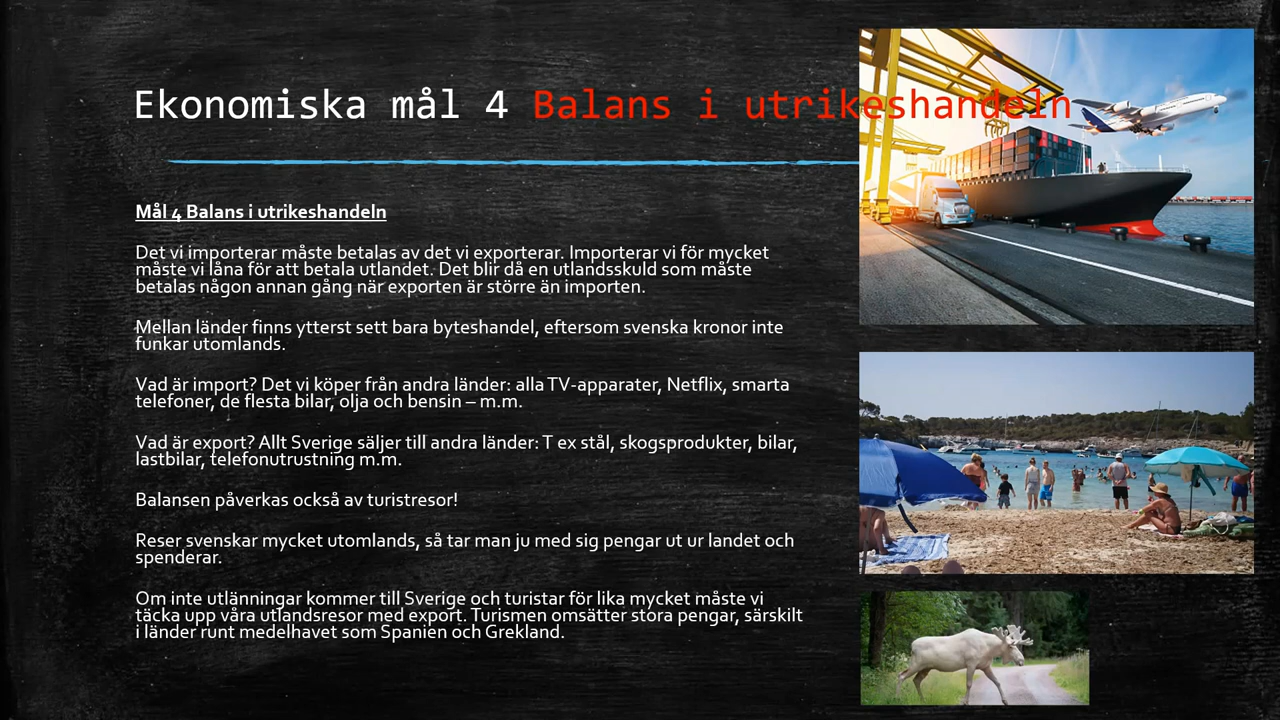 Ekonomiska mål 4 Balans i utrikeshandeln
Mål 4 Balans i utrikeshandeln
Det vi importerar måste betalas av det vi exporterar. Importerar vi för mycket
måste vi låna för att betala utlandet. Det blir då en utlandsskuld som måste
betalas någon annan gång när exporten är större än importen.
Mellan länder finns ytterst sett bara byteshandel, eftersom svenska kronor inte
funkar utomlands.
Vad är import? Det vi köper från andra länder: alla TV-apparater, Netflix, smarta
telefoner, de flesta bilar, olja och bensin – m.m.
Vad är export? Allt Sverige säljer till andra länder: T ex stål, skogsprodukter, bilar,
lastbilar, telefonutrustning m.m.
Balansen påverkas också av turistresor!
Reser svenskar mycket utomlands, så tar man ju med sig pengar ut ur landet och
spenderar.
Om inte utlänningar kommer till Sverige och turistar för lika mycket måste vi
täcka upp våra utlandsresor med export. Turismen omsätter stora pengar, särskilt
i länder runt medelhavet som Spanien och Grekland.